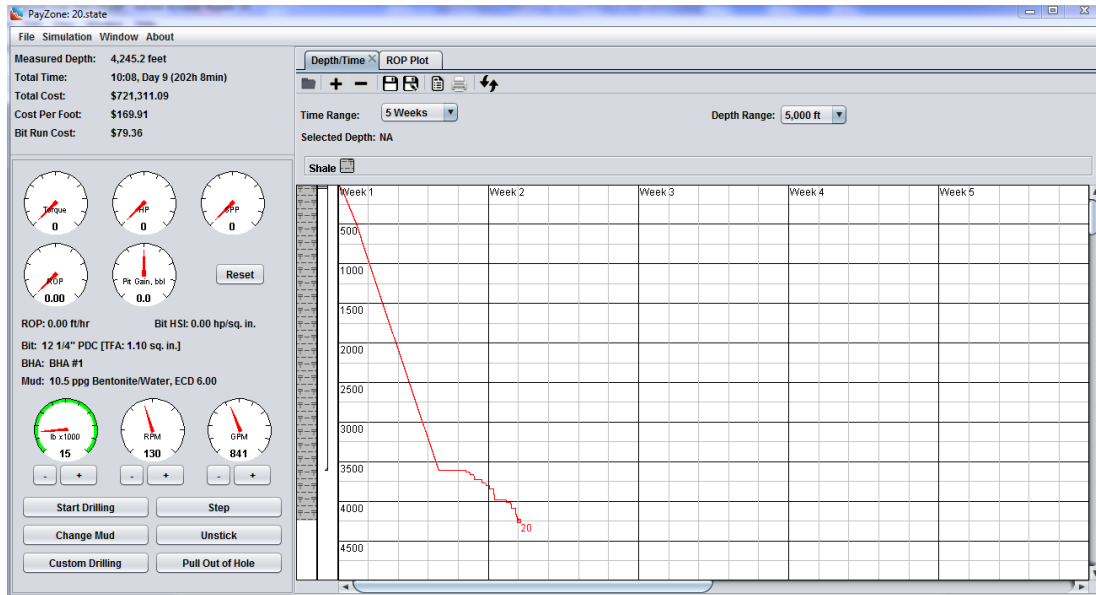 PayZone: 20.state
File Simulation Window About
Measured Depth: 4,245.2 feet
Total Time: 10:08, Day 9 (202h 8min)
Total Cost: $721,311.09
Cost Per Foot: $169.91
Bit Run Cost: $79.36
Torque
0
HP
0
SPP
0
ROP
0.00
Pit Gain, bbl
0.0
Reset
ROP: 0.00 ft/hr Bit HSI: 0.00 hp/sq. in.
Bit: 12 1/4" PDC [TFA: 1.10 sq. in.]
BHA: BHA #1
Mud: 10.5 ppg Bentonite/Water, ECD 6.00
lb x1000
15
RPM
130
GPM
841
- + - + - +
Start Drilling Step
Change Mud Unstick
Custom Drilling Pull Out of Hole
Depth/Time ROP Plot
Time Range: 5 Weeks Depth Range: 5,000 ft
Selected Depth: NA
Shale
Week 1 Week 2 Week 3 Week 4 Week 5
500
1000
1500
2000
2500
3000
3500
4000
20
4500